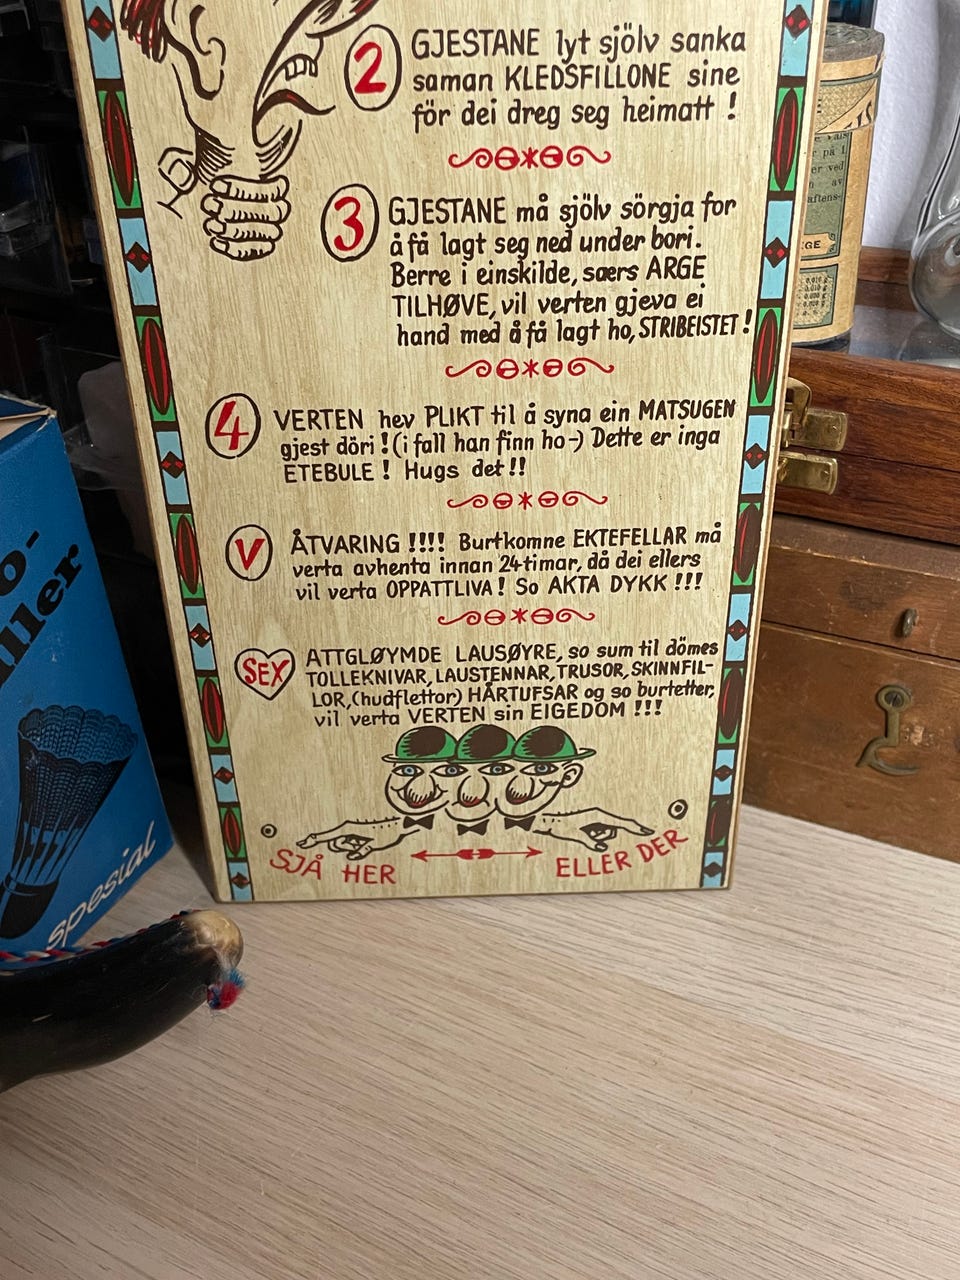 2
GJESTANE lyt sjölv sanka
saman KLEDSFILLONE sine
för dei dreg seg heimatt !
3
GJESTANE må sjölv sörgja for
å få lagt seg ned under bori.
Berre i einskilde, særs ARGE
TILHØVE, vil verten gjeva ei
hand med å få lagt ho, STRIBEISTET !
4
VERTEN hev PLIKT til å syna ein MATSUGEN
gjest döri ! (i fall han finn ho-) Dette er inga
ETEBULE ! Hugs det !!
V
ÅTVARING !!!! Burtkomne EKTEFELLAR må
verta avhenta innan 24 timar, då dei ellers
vil verta OPPATTLIVA ! So AKTA DYKK !!!
SEX
ATTGLØYMDE LAUSØYRE, so sum til dömes
TOLLEKNIVAR, LAUSTENNAR, TRUSOR, SKINNFIL-
LOR, (hudflettor) HÅRTUFSAR og so burtetter,
vil verta VERTEN sin EIGEDOM !!!
SJÅ HER
ELLER DER
spesial